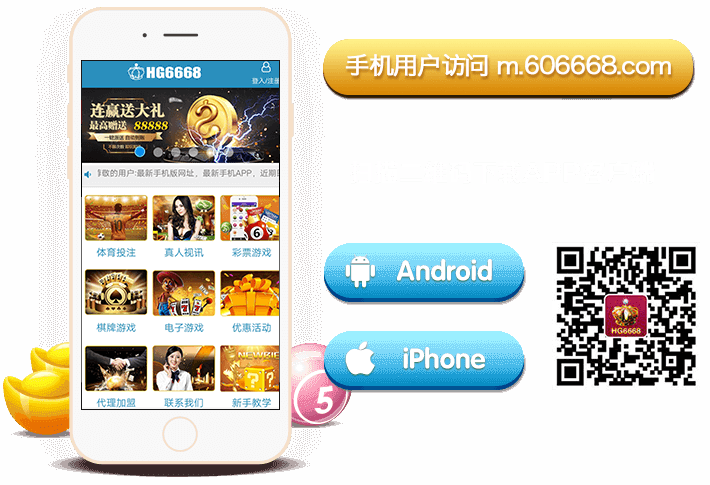 手机用户访问 m.606668.com
HG6668
登入/注册
连赢送大礼
最高赠送 88888
尊敬的用户:最新手机版网址，最新手机APP，近期
体育投注
真人视讯
彩票游戏
棋牌游戏
电子游戏
优惠活动
代理加盟
联系我们
新手教学
Android
iPhone
HG6668
5